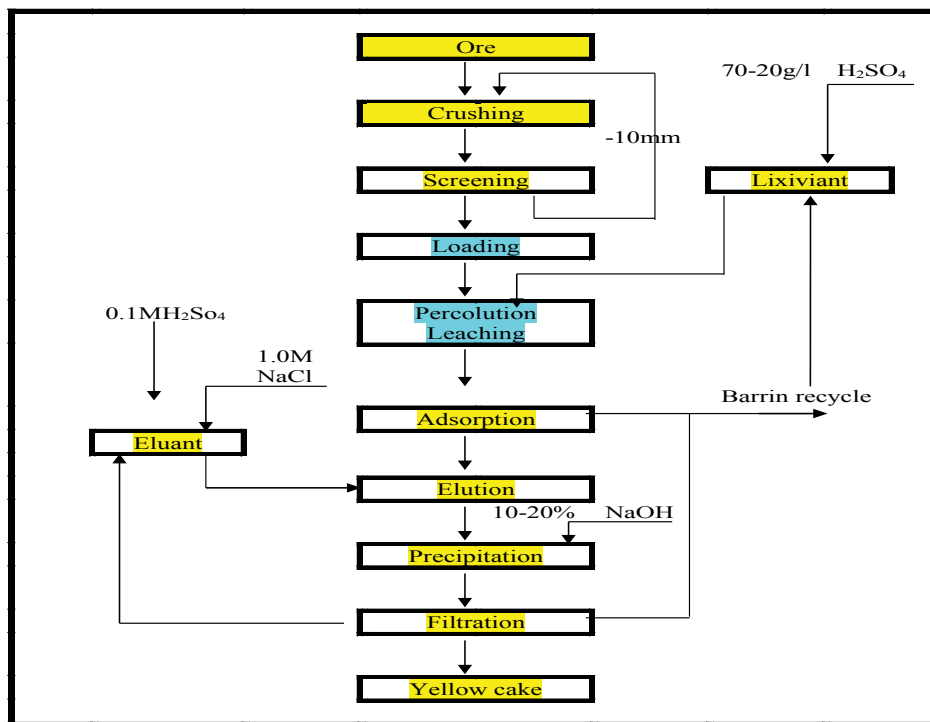 Ore
70-20g/l H₂SO₄
Crushing
-10mm
Screening
Lixiviant
Loading
Percolution
Leaching
0.1MH₂So₄
1.0M
NaCl
Barrin recycle
Adsorption
Eluant
Elution
10-20% NaOH
Precipitation
Filtration
Yellow cake